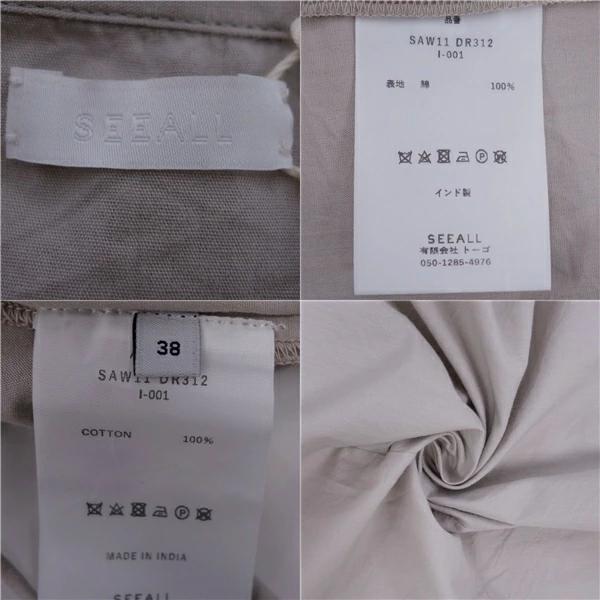 SEEALL
品番
SAW11 DR312
I-001
表地 綿 100%
インド製
SEEALL
有限会社 トーゴ
050-1285-4976
38
SAW11 DR312
I-001
COTTON 100%
MADE IN INDIA
SEEALL